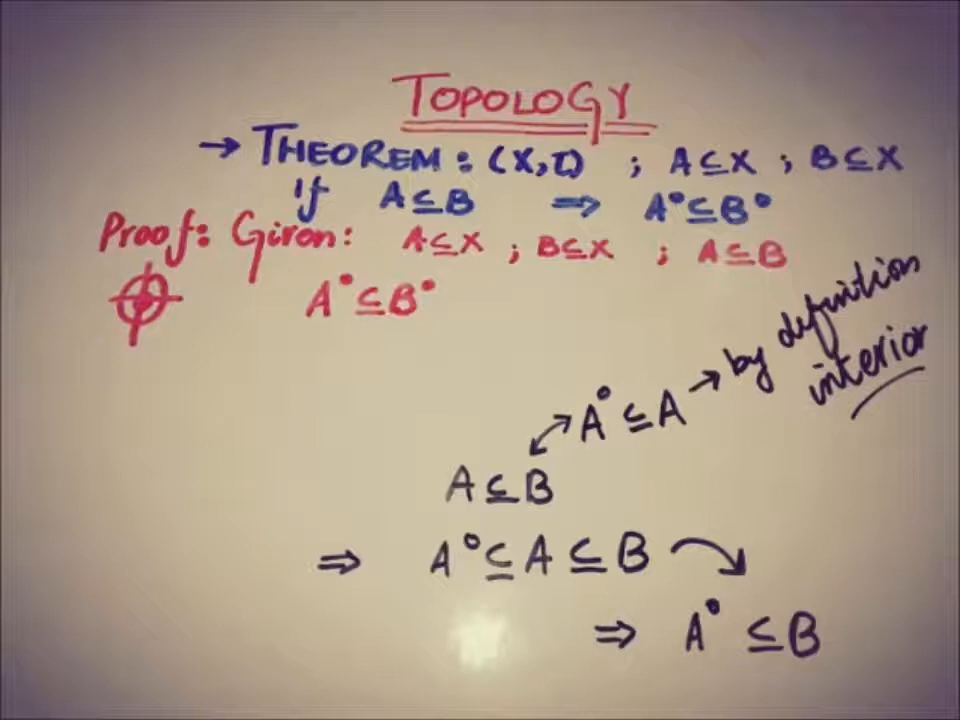 TOPOLOGY
→ THEOREM: (X,τ) ; A⊆X ; B⊆X
If A⊆B ⇒ A°⊆B°
Proof: Given: A⊆X ; B⊆X ; A⊆B
A°⊆B°
A°⊆A → by definition
interior
A⊆B
⇒ A°⊆A⊆B
⇒ A°⊆B